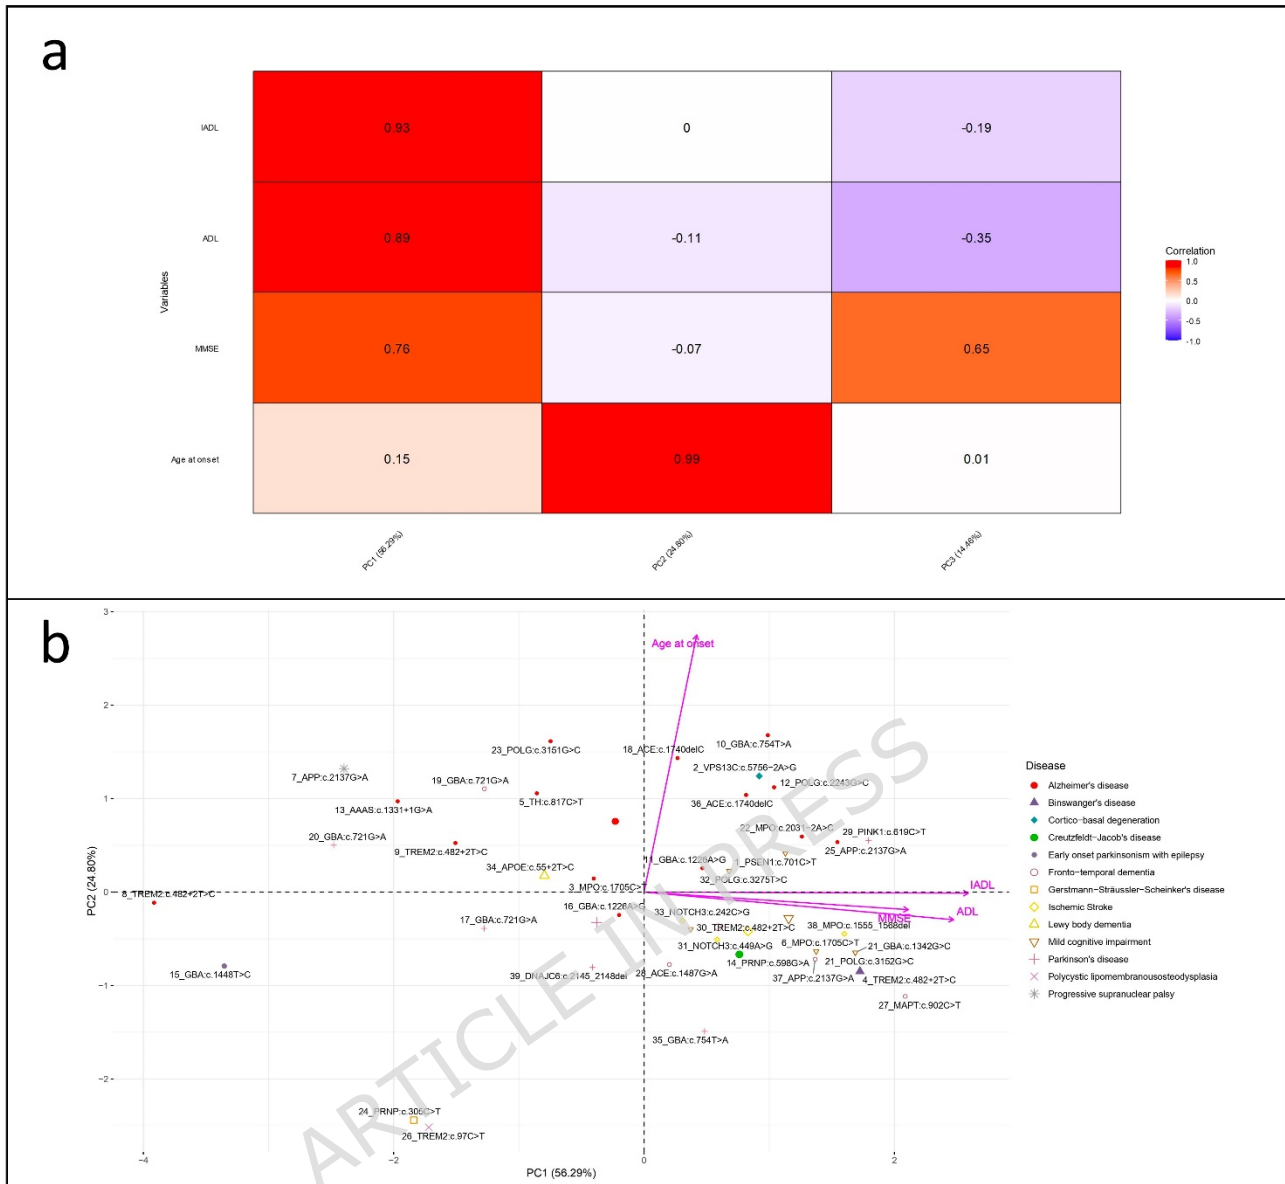 a
IADL
0.93
0
-0.19
ADL
0.89
-0.11
-0.35
MMSE
0.76
-0.07
0.65
Age at onset
0.15
0.99
0.01
Variables
PC1 (56.29%)
PC2 (24.80%)
PC3 (14.46%)
Correlation
1.0
0.5
0.0
-0.5
-1.0
b
3
2
1
0
−1
−2
PC2 (24.80%)
Age at onset
23_POLG:c.3151G>C
18_ACE:c.1740delC
10_GBA:c.754T>A
7_APP:c.2137G>A
2_VPS13C:c.5756−2A>G
19_GBA:c.721G>A
12_POLG:c.2243G>C
13_AAAS:c.1331+1G>A
5_TH:c.817C>T
36_ACE:c.1740delC
22_MPO:c.2031−2A>C
29_PINK1:c.619C>T
20_GBA:c.721G>A
9_TREM2:c.482+2T>C
25_APP:c.2137G>A
11_GBA:c.1226A>G
1_PSEN1:c.701C>T
34_APOE:c.55+2T>C
32_POLG:c.3275T>C
3_MPO:c.1705C>T
8_TREM2:c.482+2T>C
IADL
16_GBA:c.1226A>G
33_NOTCH3:c.242C>G
ADL
MMSE
17_GBA:c.721G>A
30_TREM2:c.482+2T>C
38_MPO:c.1555_1568del
31_NOTCH3:c.449A>G
6_MPO:c.1705C>T
21_GBA:c.1342G>C
14_PRNP:c.598G>A
21_POLG:c.3152G>C
15_GBA:c.1448T>C
39_DNAJC6:c.2145_2148del
28_ACE:c.1487G>A
37_APP:c.2137G>A
4_TREM2:c.482+2T>C
27_MAPT:c.902C>T
35_GBA:c.754T>A
24_PRNP:c.305C>T
26_TREM2:c.97C>T
−4
−2
0
2
PC1 (56.29%)
Disease
Alzheimer's disease
Binswanger's disease
Cortico−basal degeneration
Creutzfeldt−Jacob's disease
Early onset parkinsonism with epilepsy
Fronto−temporal dementia
Gerstmann−Sträussler−Scheinker's disease
Ischemic Stroke
Lewy body dementia
Mild cognitive impairment
Parkinson's disease
Polycystic lipomembranousosteodysplasia
Progressive supranuclear palsy
ARTICLE IN PRESS